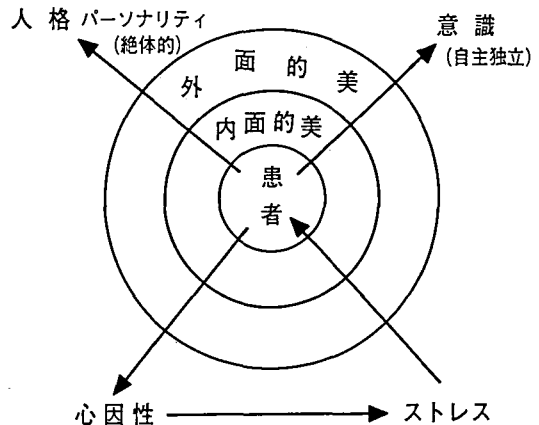 人格 パーソナリティ
(絶体的)
意識
(自主独立)
外面的美
内面的美
患者
心因性
ストレス